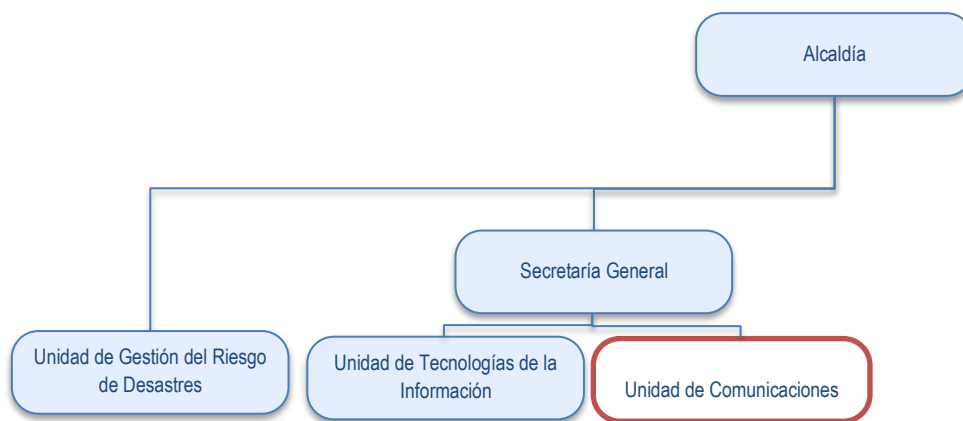 Alcaldía
Secretaría General
Unidad de Gestión del Riesgo
de Desastres
Unidad de Tecnologías de la
Información
Unidad de Comunicaciones